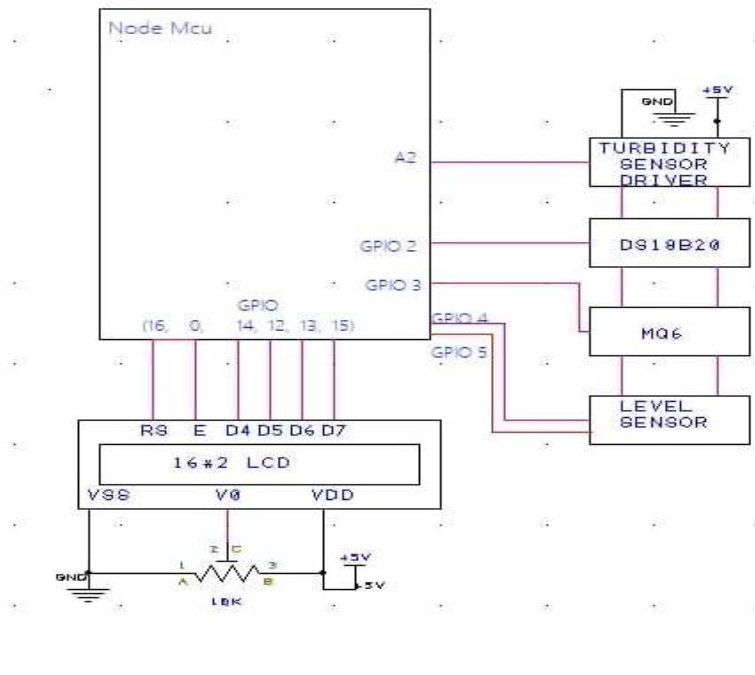 Node Mcu
+5V
GND
A2
TURBIDITY
SENSOR
DRIVER
GPIO 2
DS18B20
GPIO 3
GPIO
(16, 0, 14, 12, 13, 15)
GPIO 4
GPIO 5
MQ6
LEVEL
SENSOR
RS E D4 D5 D6 D7
16*2 LCD
VSS V0 VDD
2 C
1 3
A B
+5V
+5V
GND
10K